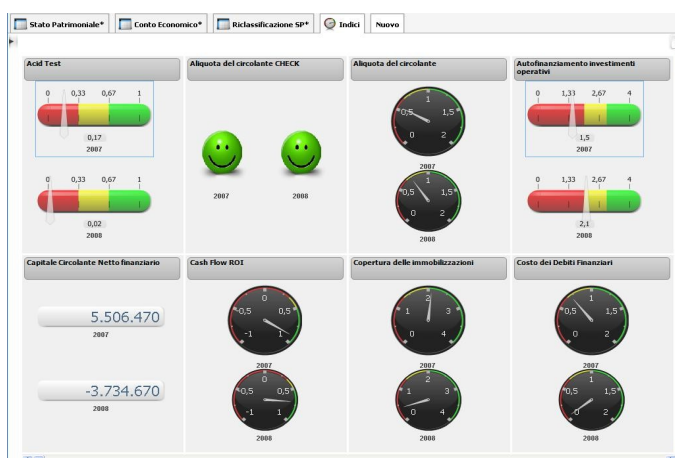 Stato Patrimoniale* Conto Economico* Riclassificazione SP* Indici Nuovo
Acid Test Aliquota del circolante CHECK Aliquota del circolante Autofinanziamento investimenti operativi
0 0,33 0,67 1
0,17
2007
0 0,33 0,67 1
0,02
2008
2007 2008
0 0,5 1 1,5 2
2007
0 0,5 1 1,5 2
2008
0 1,33 2,67 4
1,5
2007
0 1,33 2,67 4
2,1
2008
Capitale Circolante Netto finanziario Cash Flow ROI Copertura delle immobilizzazioni Costo dei Debiti Finanziari
5.506.470
2007
-3.734.670
2008
-1 -0,5 0 0,5 1
2007
-1 -0,5 0 0,5 1
2008
0 1 2 3 4
2007
0 1 2 3 4
2008
0 0,5 1 1,5 2
2007
0 0,5 1 1,5 2
2008